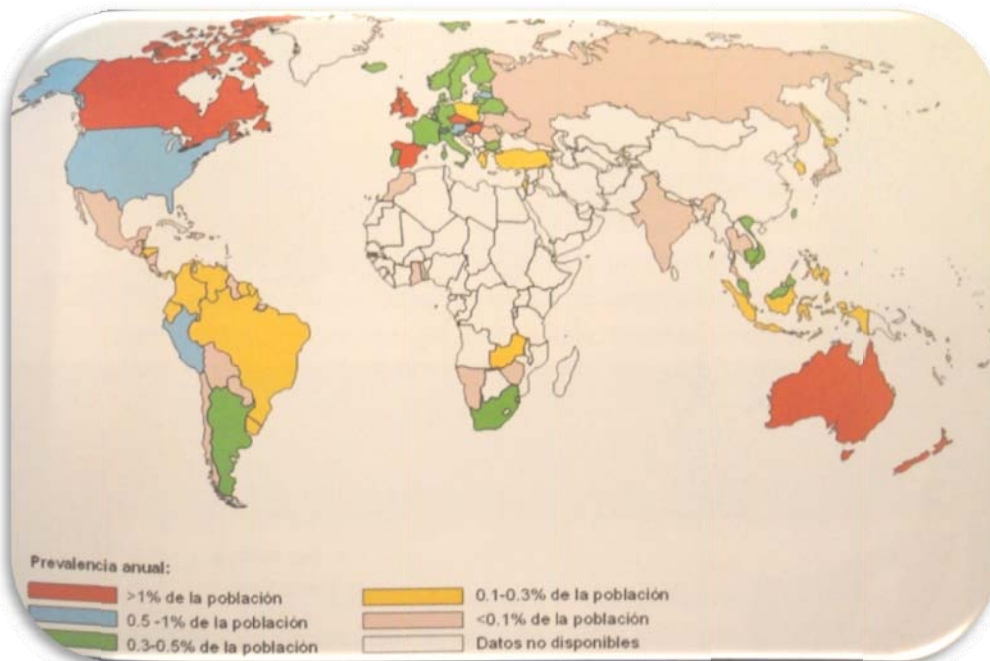 Prevalencia anual:
>1% de la población
0.5 -1% de la población
0.3-0.5% de la población
0.1-0.3% de la población
<0.1% de la población
Datos no disponibles